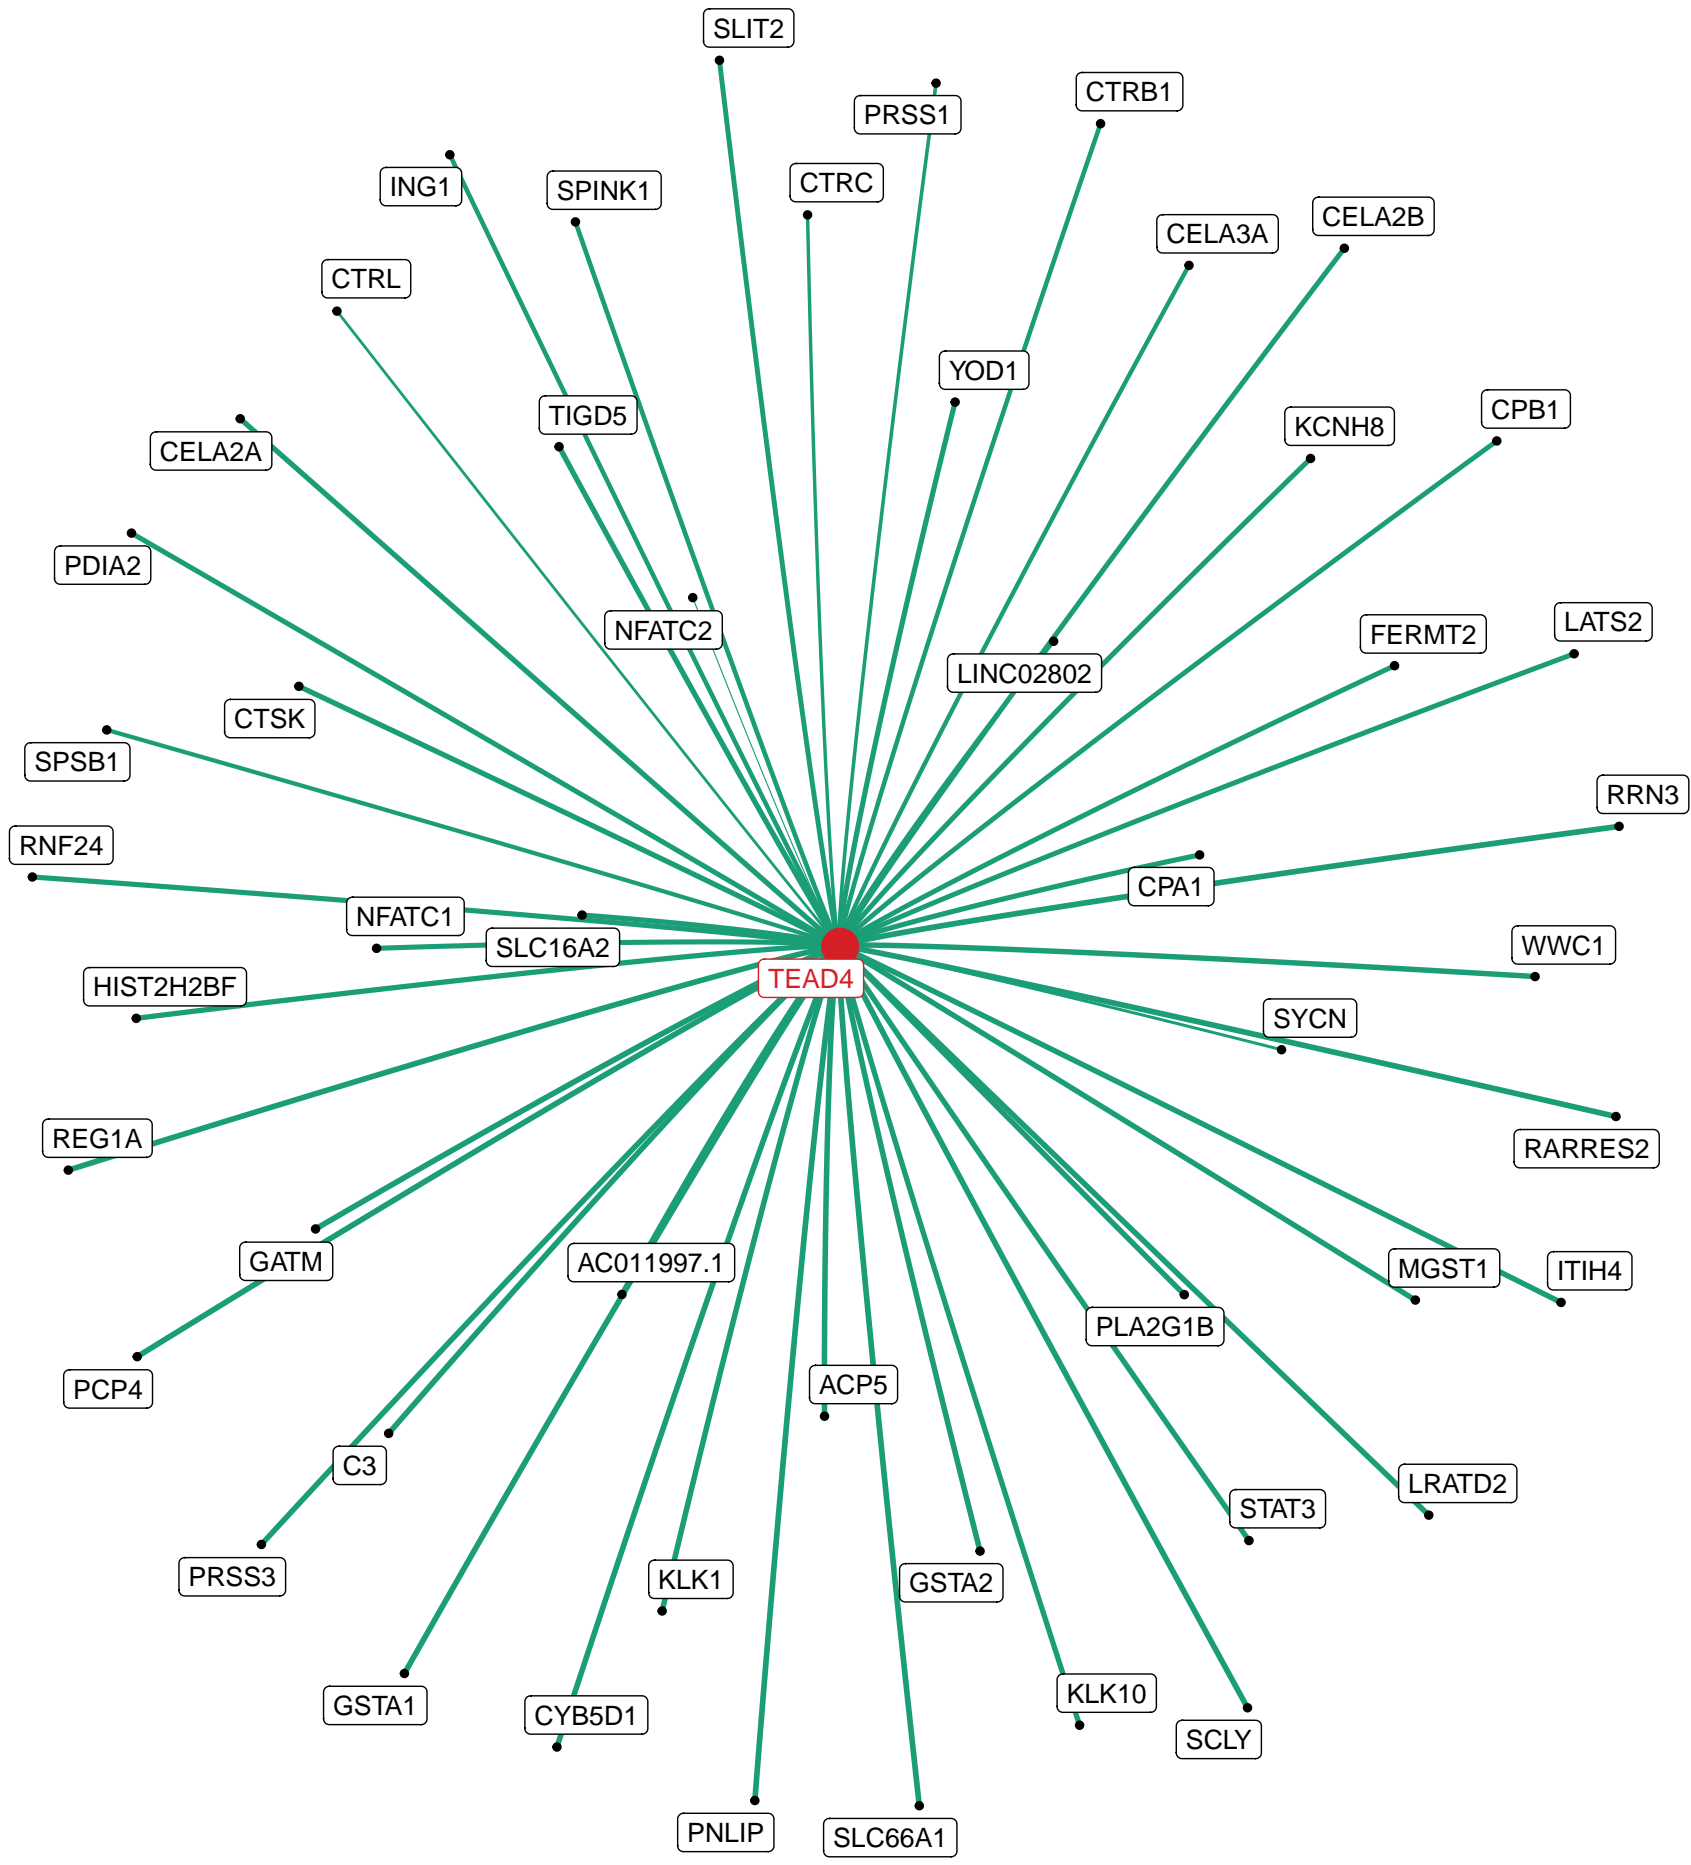 SLIT2
CTRB1
PRSS1
CTRC
ING1
SPINK1
CELA2B
CELA3A
CTRL
YOD1
CPB1
TIGD5
KCNH8
CELA2A
PDIA2
LATS2
NFATC2
FERMT2
LINC02802
CTSK
SPSB1
RRN3
RNF24
CPA1
NFATC1
WWC1
SLC16A2
TEAD4
HIST2H2BF
SYCN
REG1A
RARRES2
GATM
AC011997.1
MGST1
ITIH4
PLA2G1B
PCP4
ACP5
C3
LRATD2
STAT3
PRSS3
KLK1
GSTA2
KLK10
GSTA1
CYB5D1
SCLY
PNLIP
SLC66A1